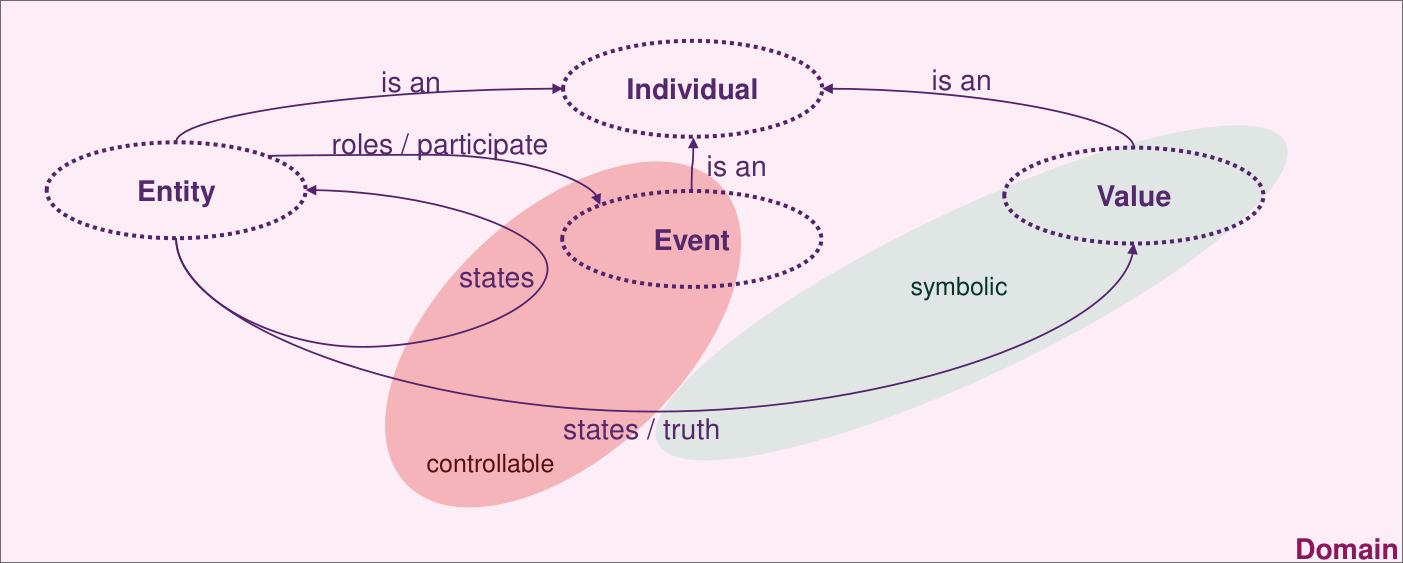 is an
Individual
is an
roles / participate
is an
Entity
Value
Event
states
symbolic
states / truth
controllable
Domain